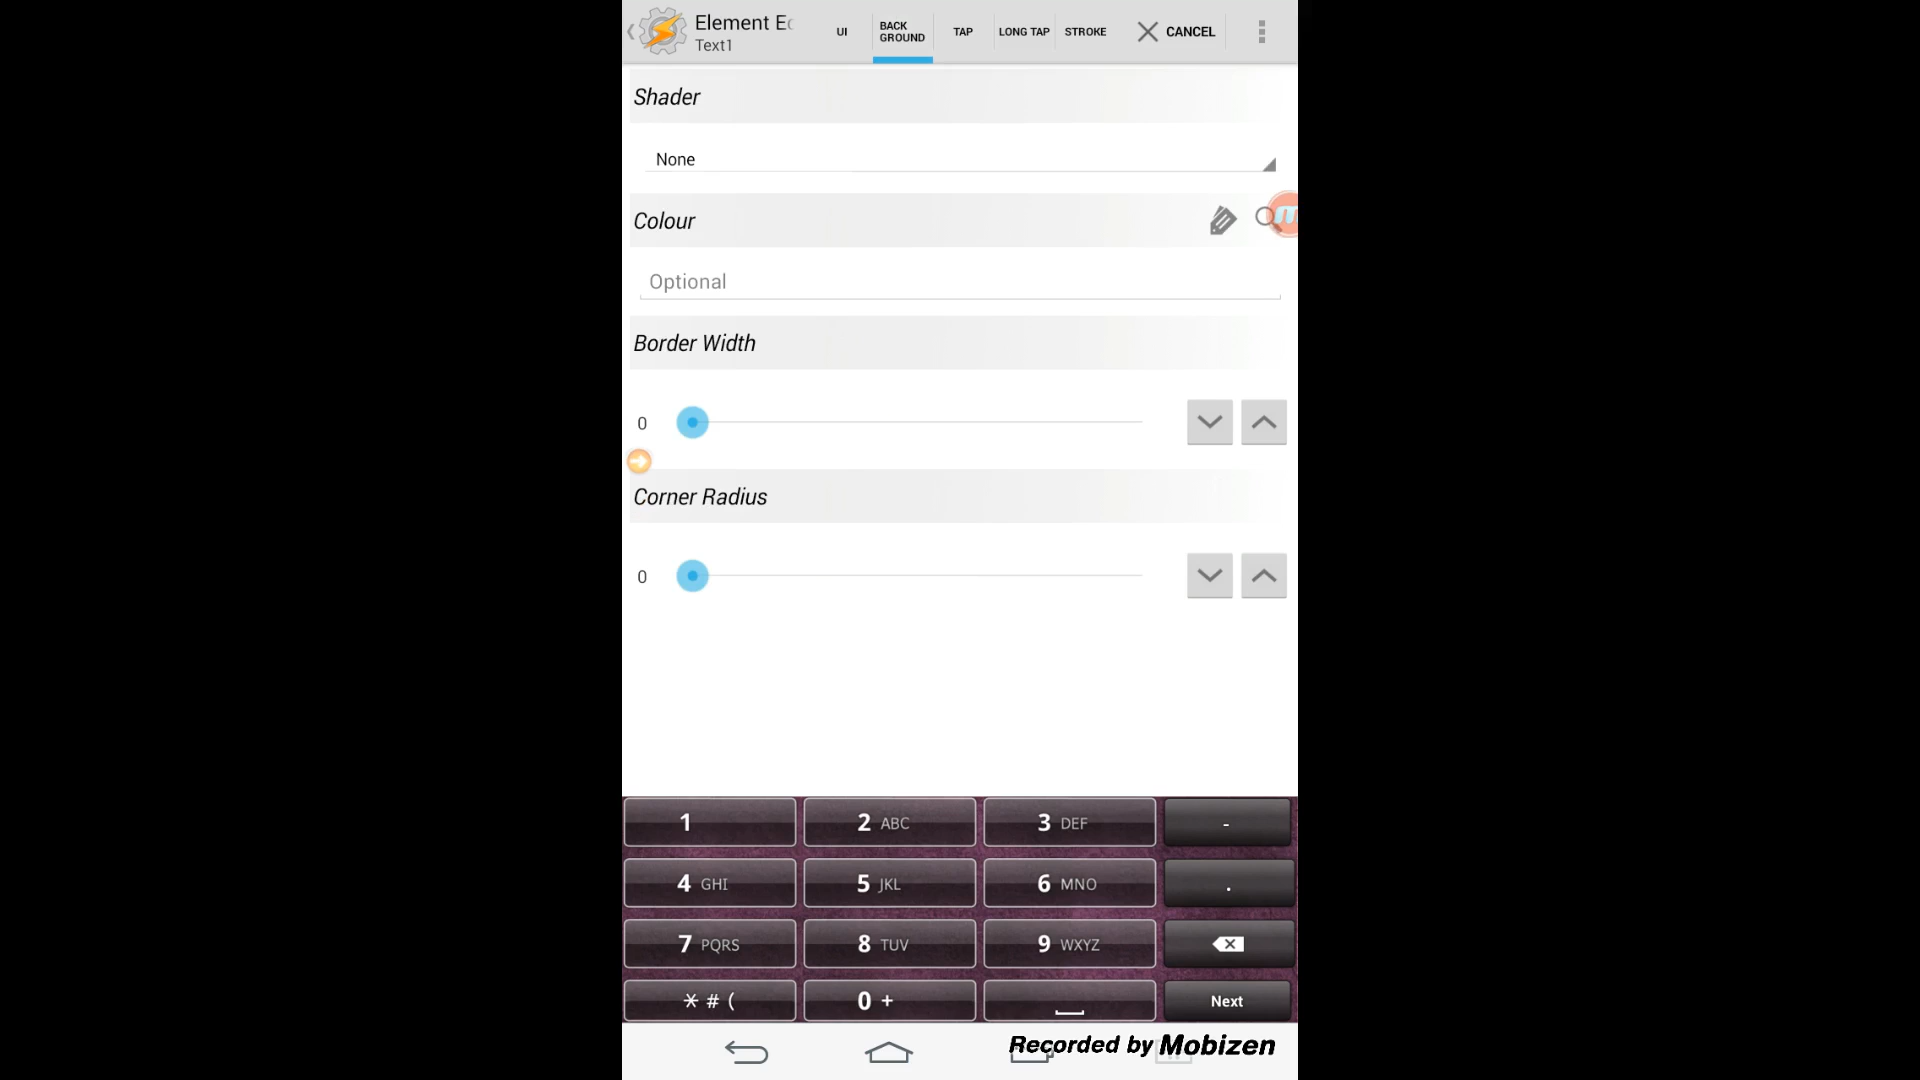 Element Ed
Text1
UI
BACK
GROUND
TAP
LONG TAP
STROKE
CANCEL
Shader
None
Colour
Optional
Border Width
0
Corner Radius
0
1
2 ABC
3 DEF
-
4 GHI
5 JKL
6 MNO
.
7 PQRS
8 TUV
9 WXYZ
* # (
0 +
Next
Recorded by Mobizen